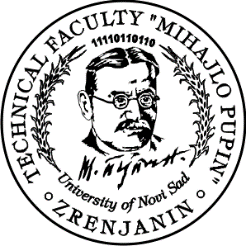 TECHNICAL FACULTY "MIHAJLO PUPIN"
11110110110
University of Novi Sad
ZRENJANIN